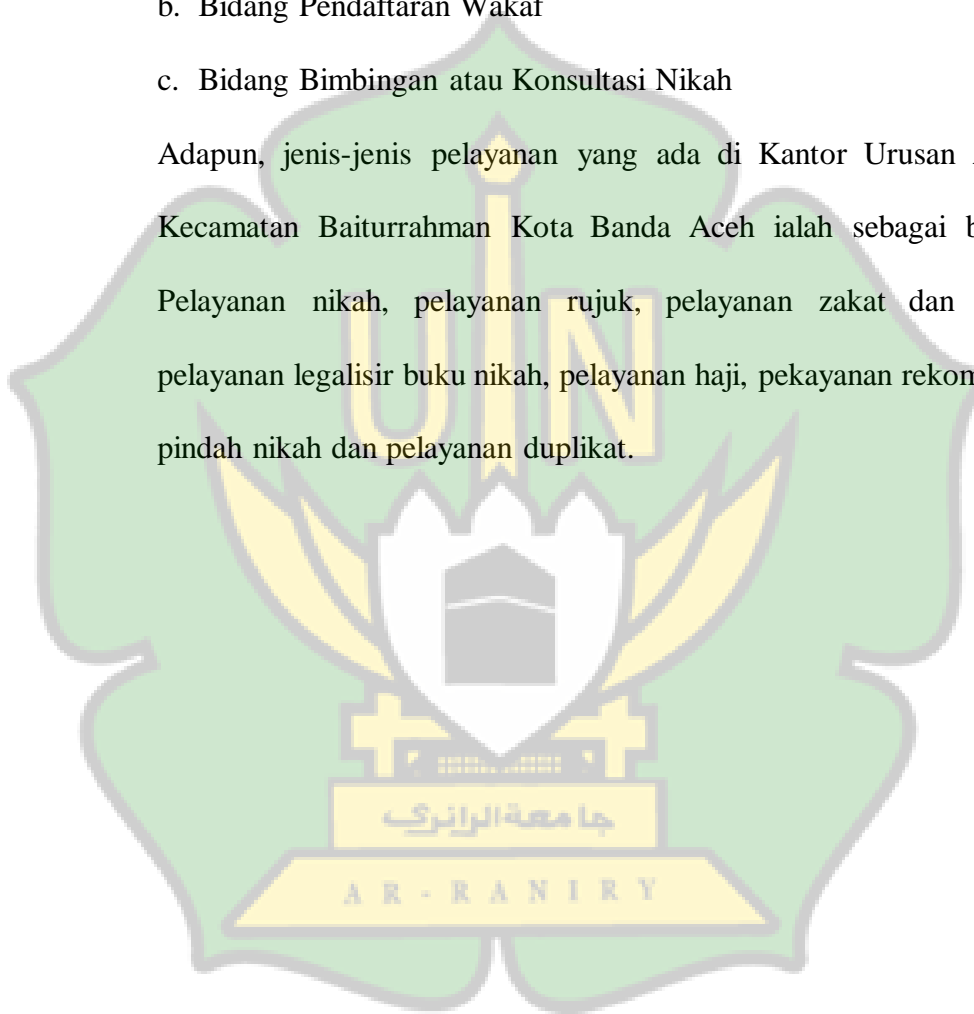 b. Bidang Pendaftaran Wakaf
c. Bidang Bimbingan atau Konsultasi Nikah
Adapun, jenis-jenis pelayanan yang ada di Kantor Urusan
Kecamatan Baiturrahman Kota Banda Aceh ialah sebagai
Pelayanan nikah, pelayanan rujuk, pelayanan zakat dan
pelayanan legalisir buku nikah, pelayanan haji, pekayanan
pindah nikah dan pelayanan duplikat.
UIN
جامعة الرانري
AR-RANIRY